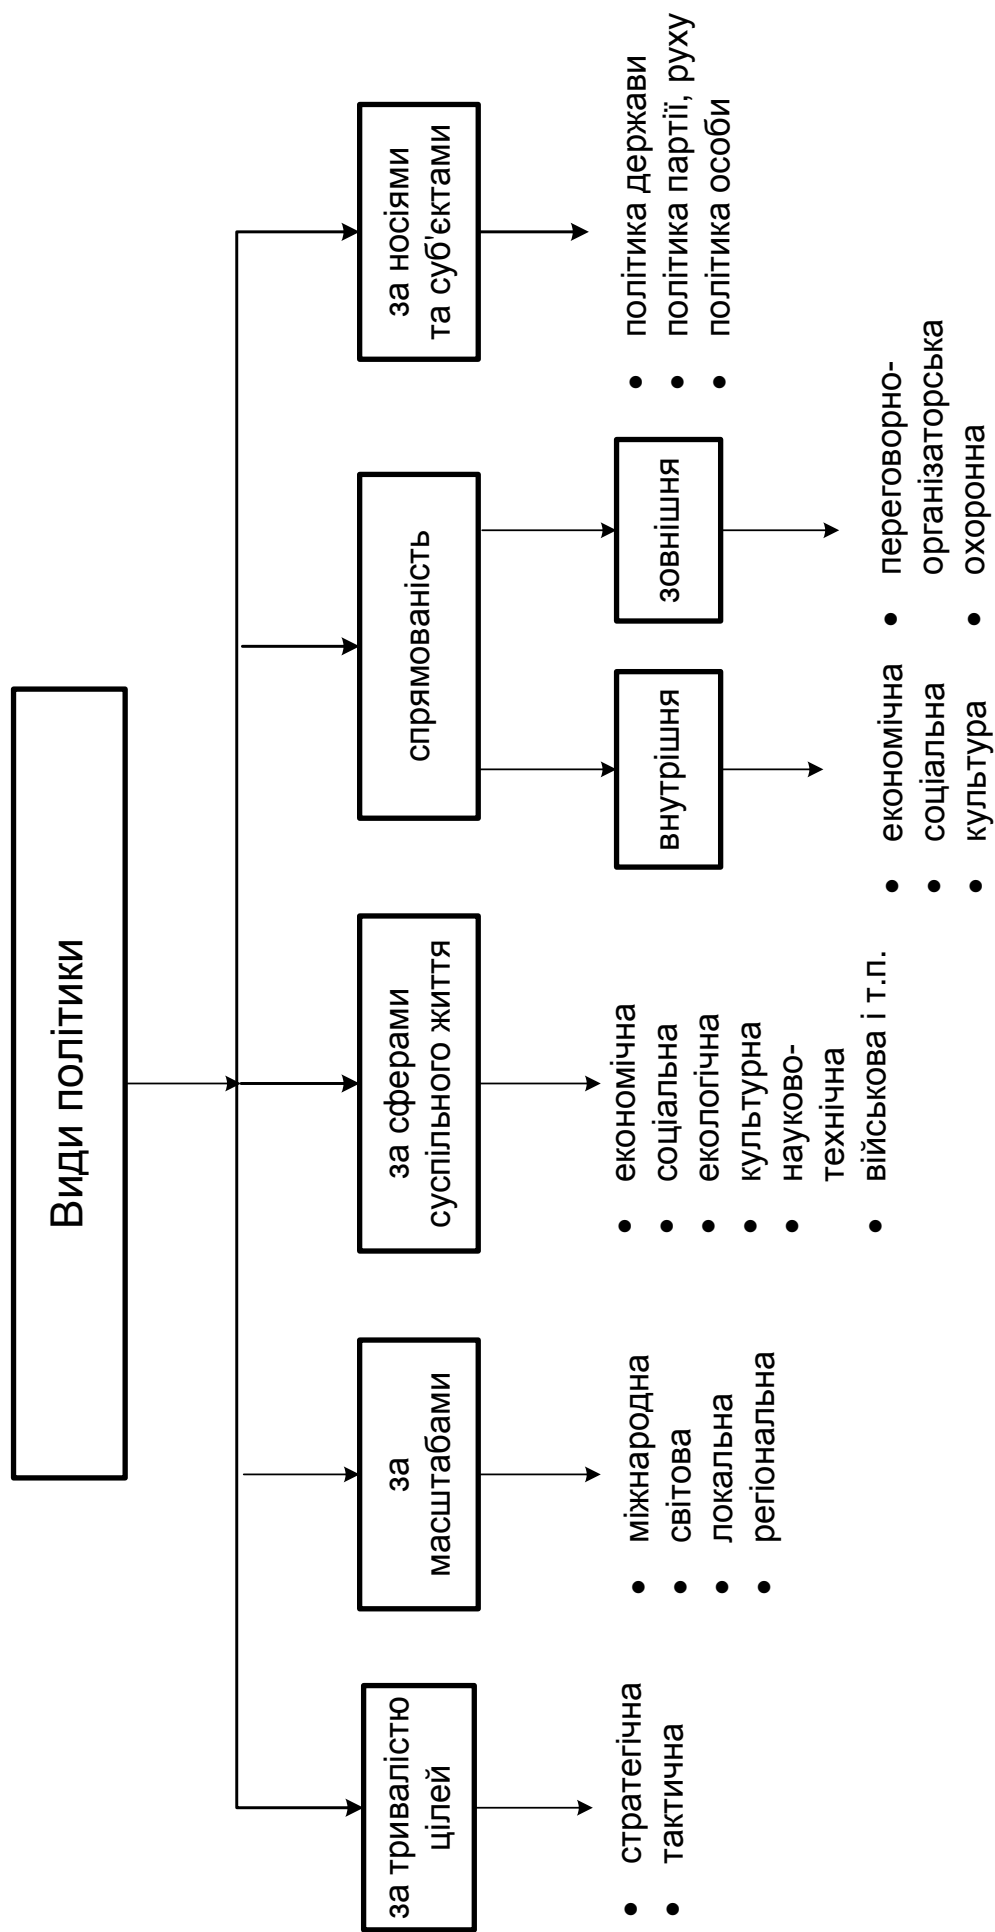 Види політики
за тривалістю
цілей
• стратегічна
• тактична
за
масштабами
• міжнародна
• світова
• локальна
• регіональна
за сферами
суспільного життя
• економічна
• соціальна
• екологічна
• культурна
• науково-
технічна
• військова і т.п.
спрямованість
внутрішня
• економічна
• соціальна
• культура
зовнішня
• переговорно-
організаторська
• охоронна
за носіями
та суб'єктами
• політика держави
• політика партії, руху
• політика особи